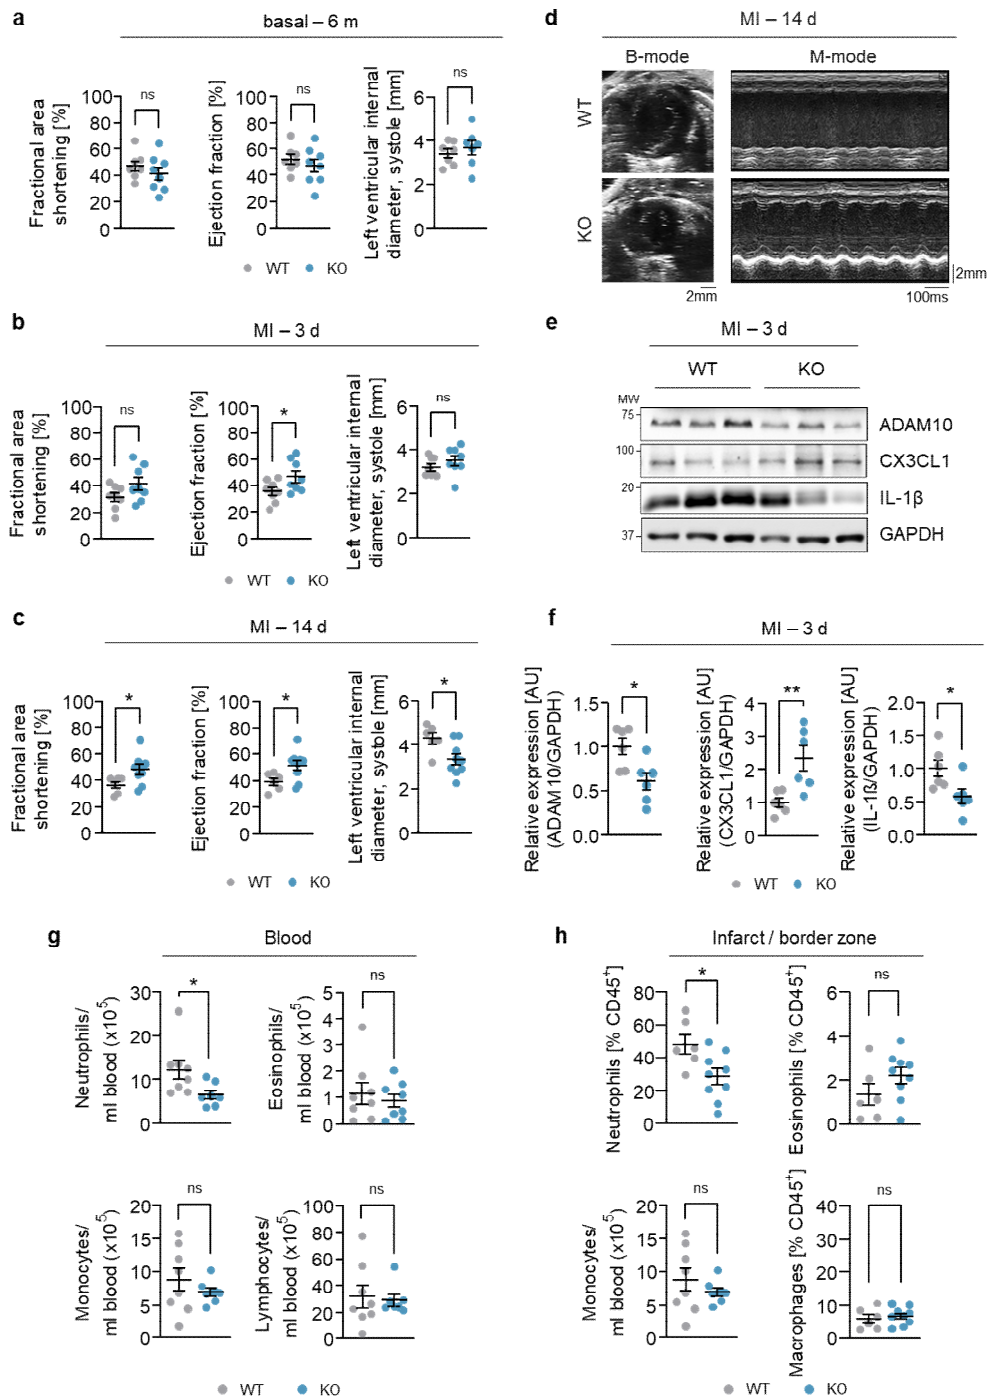 a
basal – 6 m
Fractional area
shortening [%]
100
80
60
40
20
0
ns
Ejection fraction [%]
100
80
60
40
20
0
ns
Left ventricular internal
diameter, systole [mm]
6
4
2
0
ns
WT KO
b
MI – 3 d
Fractional area
shortening [%]
100
80
60
40
20
0
ns
Ejection fraction [%]
100
80
60
40
20
0
*
Left ventricular internal
diameter, systole [mm]
6
4
2
0
ns
WT KO
c
MI – 14 d
Fractional area
shortening [%]
100
80
60
40
20
0
*
Ejection fraction [%]
100
80
60
40
20
0
*
Left ventricular internal
diameter, systole [mm]
6
4
2
0
*
WT KO
d
MI – 14 d
B-mode M-mode
WT
KO
2mm
2mm
100ms
e
MI – 3 d
WT KO
MW
75
ADAM10
100
CX3CL1
20
IL-1β
37
GAPDH
f
MI – 3 d
Relative expression [AU]
(ADAM10/GAPDH)
1.5
1.0
0.5
0.0
*
Relative expression [AU]
(CX3CL1/GAPDH)
4
3
2
1
0
**
Relative expression [AU]
(IL-1ß/GAPDH)
2.0
1.5
1.0
0.5
0.0
*
WT KO
g
Blood
Neutrophils/
ml blood (x10⁵)
30
20
10
0
*
Eosinophils/
ml blood (x10⁵)
5
4
3
2
1
0
ns
Monocytes/
ml blood (x10⁵)
20
15
10
5
0
ns
Lymphocytes/
ml blood (x10⁵)
100
80
60
40
20
0
ns
WT KO
h
Infarct / border zone
Neutrophils [% CD45⁺]
80
60
40
20
0
*
Eosinophils [% CD45⁺]
6
4
2
0
ns
Monocytes/
ml blood (x10⁵)
20
15
10
5
0
ns
Macrophages [% CD45⁺]
40
30
20
10
0
ns
WT KO